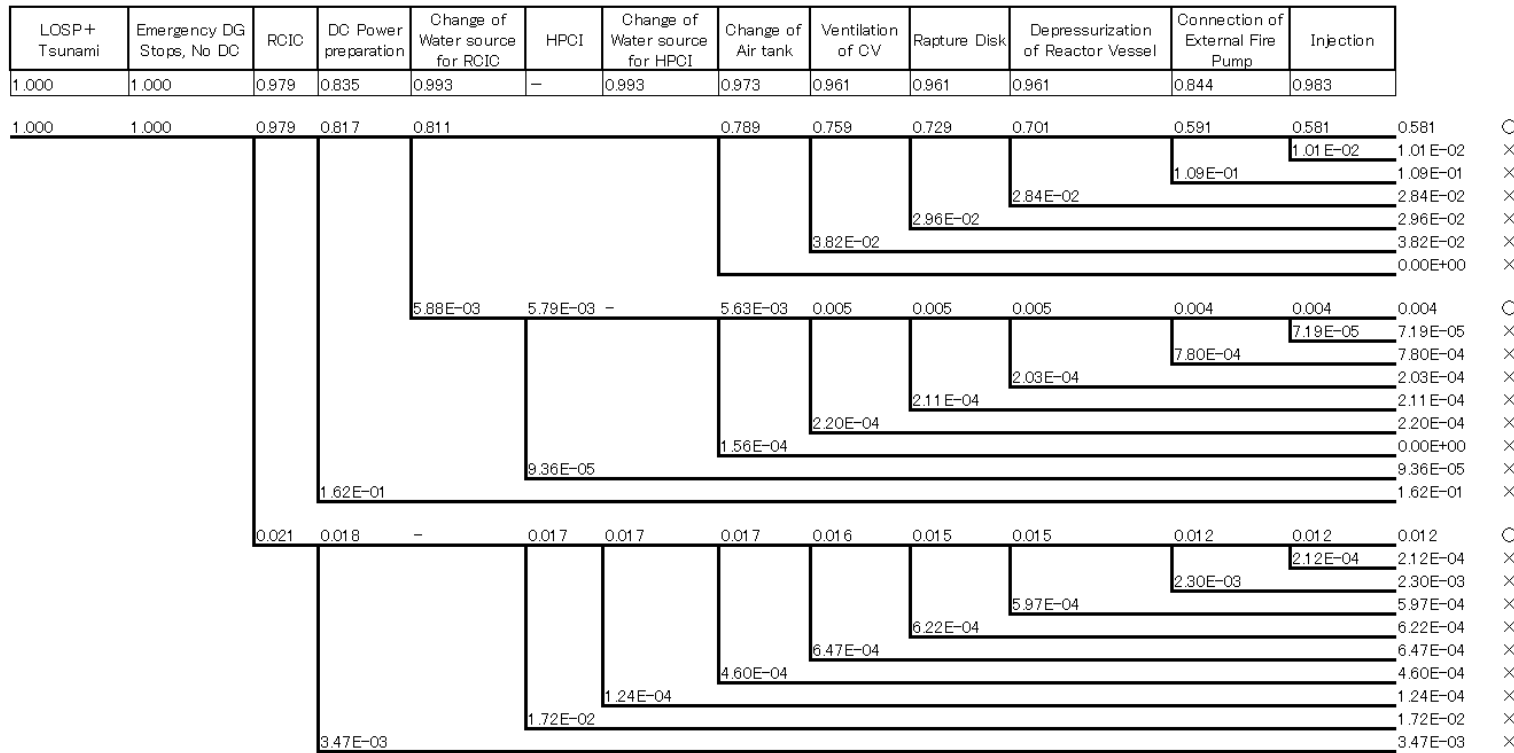 LOSP+ Tsunami
Emergency DG Stops, No DC
RCIC
DC Power preparation
Change of Water source for RCIC
HPCI
Change of Water source for HPCI
Change of Air tank
Ventilation of CV
Rapture Disk
Depressurization of Reactor Vessel
Connection of External Fire Pump
Injection
1.000 1.000 0.979 0.835 0.993 – 0.993 0.973 0.961 0.961 0.961 0.844 0.983
1.000 1.000 0.979 0.817 0.811 0.789 0.759 0.729 0.701 0.591 0.581 0.581 ○
1.01E-02 1.01E-02 ×
1.09E-01 1.09E-01 ×
2.84E-02 2.84E-02 ×
2.96E-02 2.96E-02 ×
3.82E-02 3.82E-02 ×
0.00E+00 ×
5.88E-03 5.79E-03 – 5.63E-03 0.005 0.005 0.005 0.004 0.004 0.004 ○
7.19E-05 7.19E-05 ×
7.80E-04 7.80E-04 ×
2.03E-04 2.03E-04 ×
2.11E-04 2.11E-04 ×
2.20E-04 2.20E-04 ×
1.56E-04 0.00E+00 ×
9.36E-05 9.36E-05 ×
1.62E-01 1.62E-01 ×
0.021 0.018 – 0.017 0.017 0.017 0.016 0.015 0.015 0.012 0.012 0.012 ○
2.12E-04 2.12E-04 ×
2.30E-03 2.30E-03 ×
5.97E-04 5.97E-04 ×
6.22E-04 6.22E-04 ×
6.47E-04 6.47E-04 ×
4.60E-04 4.60E-04 ×
1.24E-04 1.24E-04 ×
1.72E-02 1.72E-02 ×
3.47E-03 3.47E-03 ×